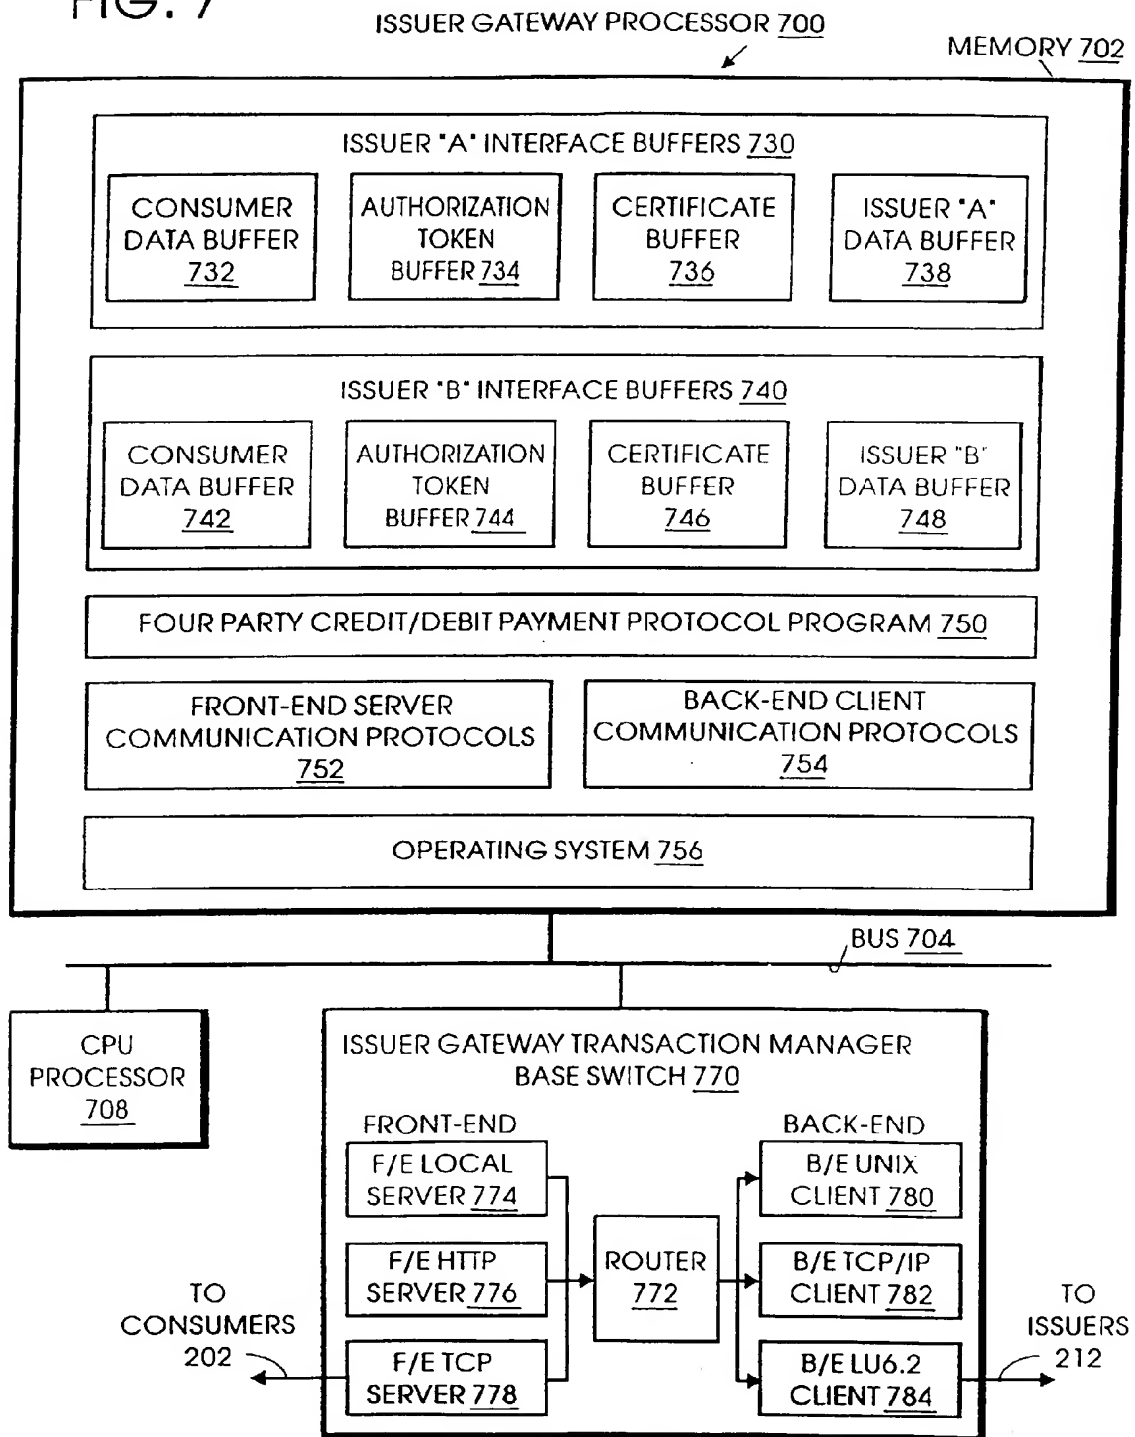 FIG. 7
ISSUER GATEWAY PROCESSOR 700
MEMORY 702
ISSUER "A" INTERFACE BUFFERS 730
CONSUMER
DATA BUFFER
732
AUTHORIZATION
TOKEN
BUFFER 734
CERTIFICATE
BUFFER
736
ISSUER "A"
DATA BUFFER
738
ISSUER "B" INTERFACE BUFFERS 740
CONSUMER
DATA BUFFER
742
AUTHORIZATION
TOKEN
BUFFER 744
CERTIFICATE
BUFFER
746
ISSUER "B"
DATA BUFFER
748
FOUR PARTY CREDIT/DEBIT PAYMENT PROTOCOL PROGRAM 750
FRONT-END SERVER
COMMUNICATION PROTOCOLS
752
BACK-END CLIENT
COMMUNICATION PROTOCOLS
754
OPERATING SYSTEM 756
BUS 704
CPU
PROCESSOR
708
ISSUER GATEWAY TRANSACTION MANAGER
BASE SWITCH 770
FRONT-END
F/E LOCAL
SERVER 774
F/E HTTP
SERVER 776
F/E TCP
SERVER 778
ROUTER
772
BACK-END
B/E UNIX
CLIENT 780
B/E TCP/IP
CLIENT 782
B/E LU6.2
CLIENT 784
TO
CONSUMERS
202
TO
ISSUERS
212